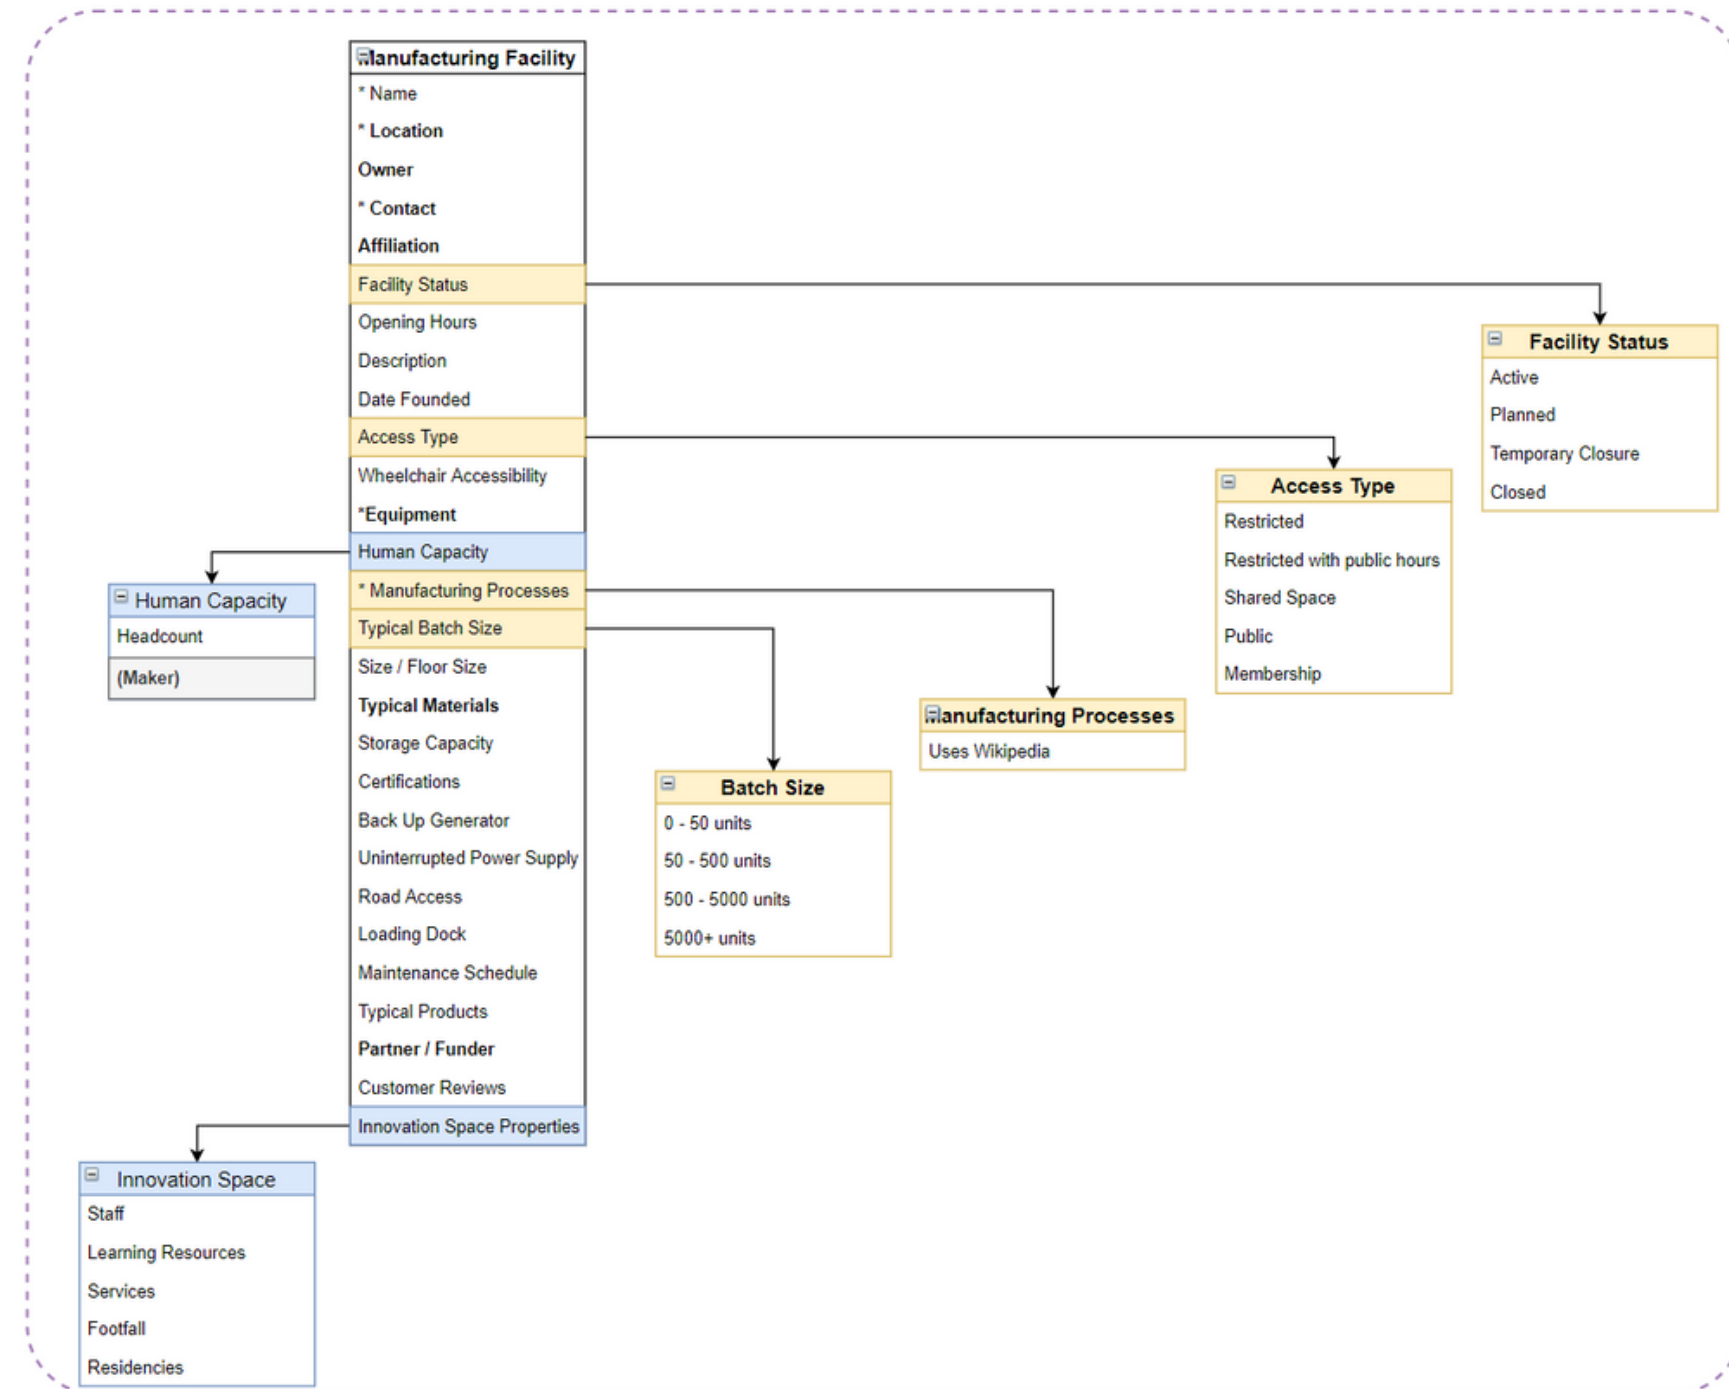 Manufacturing Facility
* Name
* Location
Owner
* Contact
Affiliation
Facility Status
Opening Hours
Description
Date Founded
Access Type
Wheelchair Accessibility
*Equipment
Human Capacity
* Manufacturing Processes
Typical Batch Size
Size / Floor Size
Typical Materials
Storage Capacity
Certifications
Back Up Generator
Uninterrupted Power Supply
Road Access
Loading Dock
Maintenance Schedule
Typical Products
Partner / Funder
Customer Reviews
Innovation Space Properties
Facility Status
Active
Planned
Temporary Closure
Closed
Access Type
Restricted
Restricted with public hours
Shared Space
Public
Membership
Human Capacity
Headcount
(Maker)
Manufacturing Processes
Uses Wikipedia
Batch Size
0 - 50 units
50 - 500 units
500 - 5000 units
5000+ units
Innovation Space
Staff
Learning Resources
Services
Footfall
Residencies